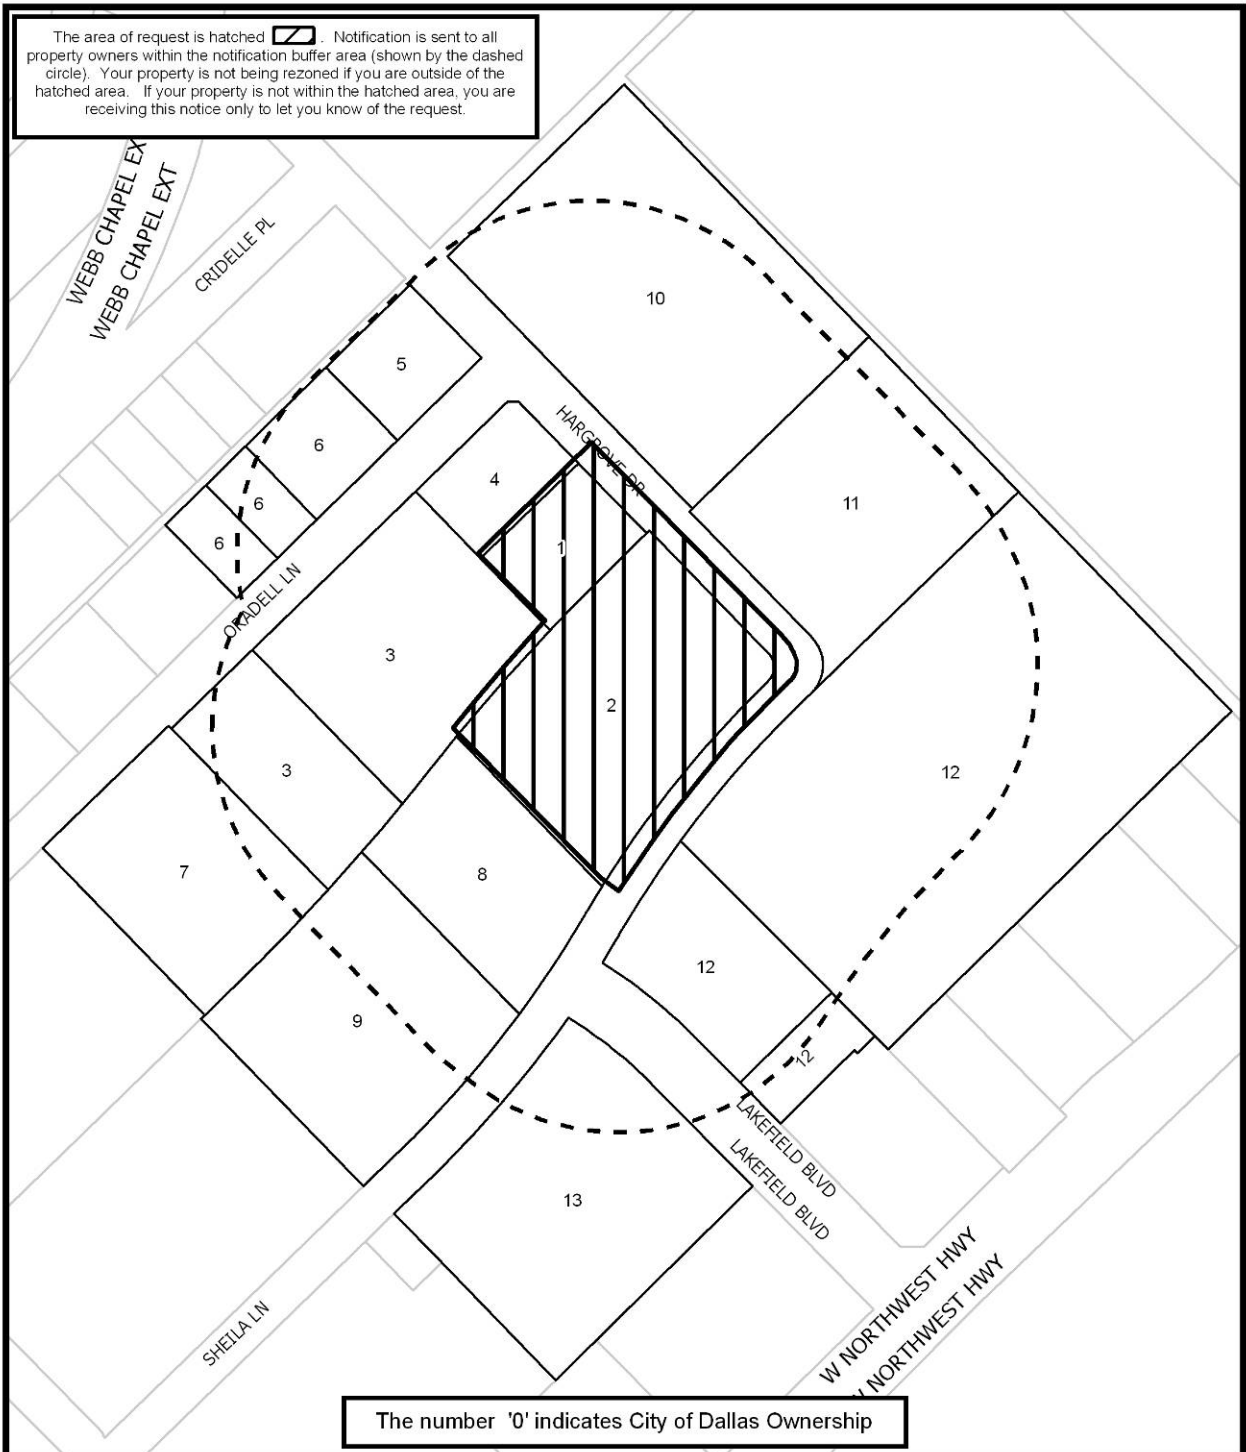 The area of request is hatched . Notification is sent to all
property owners within the notification buffer area (shown by the dashed
circle). Your property is not being rezoned if you are outside of the
hatched area. If your property is not within the hatched area, you are
receiving this notice only to let you know of the request.
WEBB CHAPEL EX
WEBB CHAPEL EXT
CRIDELLE PL
10
5
HARGROVE DR
6
4
11
6
6
1
ORADELL LN
3
2
3
12
7
8
12
9
12
LAKEFIELD BLVD
LAKEFIELD BLVD
13
W NORTHWEST HWY
NORTHWEST HWY
SHEILA LN
The number '0' indicates City of Dallas Ownership